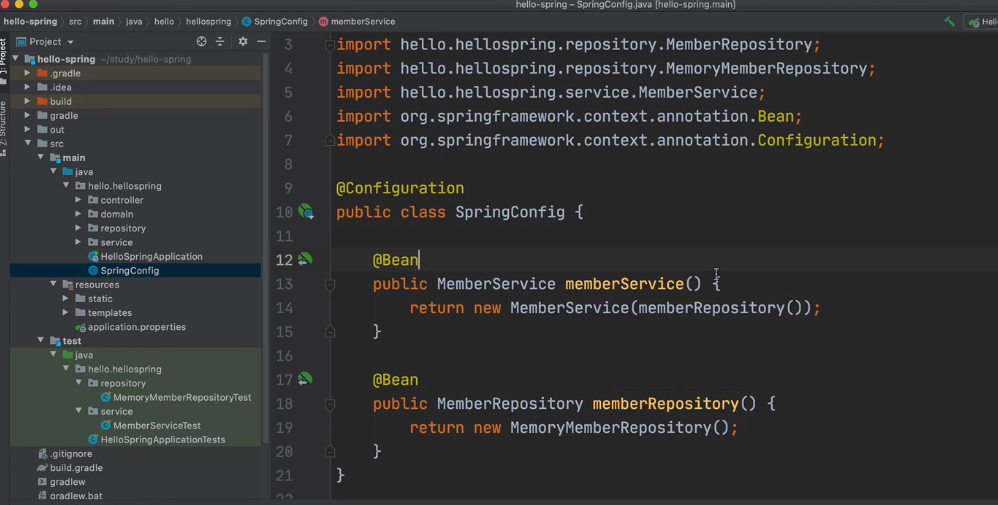 hello-spring – SpringConfig.java [hello-spring.main]
hello-spring src main java hello hellospring SpringConfig memberService
Project
1: Project
Z: Structure
hello-spring ~/study/hello-spring
.gradle
.idea
build
gradle
out
src
main
java
hello.hellospring
controller
domain
repository
service
HelloSpringApplication
SpringConfig
resources
static
templates
application.properties
test
java
hello.hellospring
repository
MemoryMemberRepositoryTest
service
MemberServiceTest
HelloSpringApplicationTests
.gitignore
build.gradle
gradlew
gradlew.bat
3 import hello.hellospring.repository.MemberRepository;
4 import hello.hellospring.repository.MemoryMemberRepository;
5 import hello.hellospring.service.MemberService;
6 import org.springframework.context.annotation.Bean;
7 import org.springframework.context.annotation.Configuration;
8
9 @Configuration
10 public class SpringConfig {
11
12 @Bean
13 public MemberService memberService() {
14 return new MemberService(memberRepository());
15 }
16
17 @Bean
18 public MemberRepository memberRepository() {
19 return new MemoryMemberRepository();
20 }
21 }